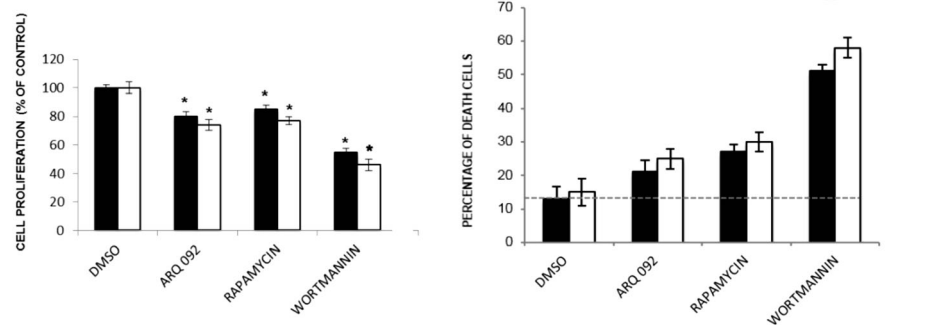 CELL PROLIFERATION (% OF CONTROL)
120
100
80
60
40
20
0
* * * * * *
DMSO
ARQ 092
RAPAMYCIN
WORTMANNIN
PERCENTAGE OF DEATH CELLS
70
60
50
40
30
20
10
0
DMSO
ARQ 092
RAPAMYCIN
WORTMANNIN